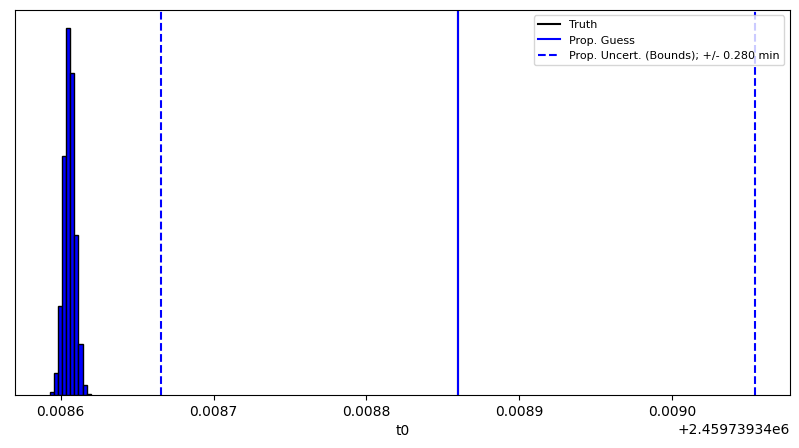 Truth
Prop. Guess
Prop. Uncert. (Bounds); +/- 0.280 min
0.0086 0.0087 0.0088 0.0089 0.0090
+2.45973934e6
t0